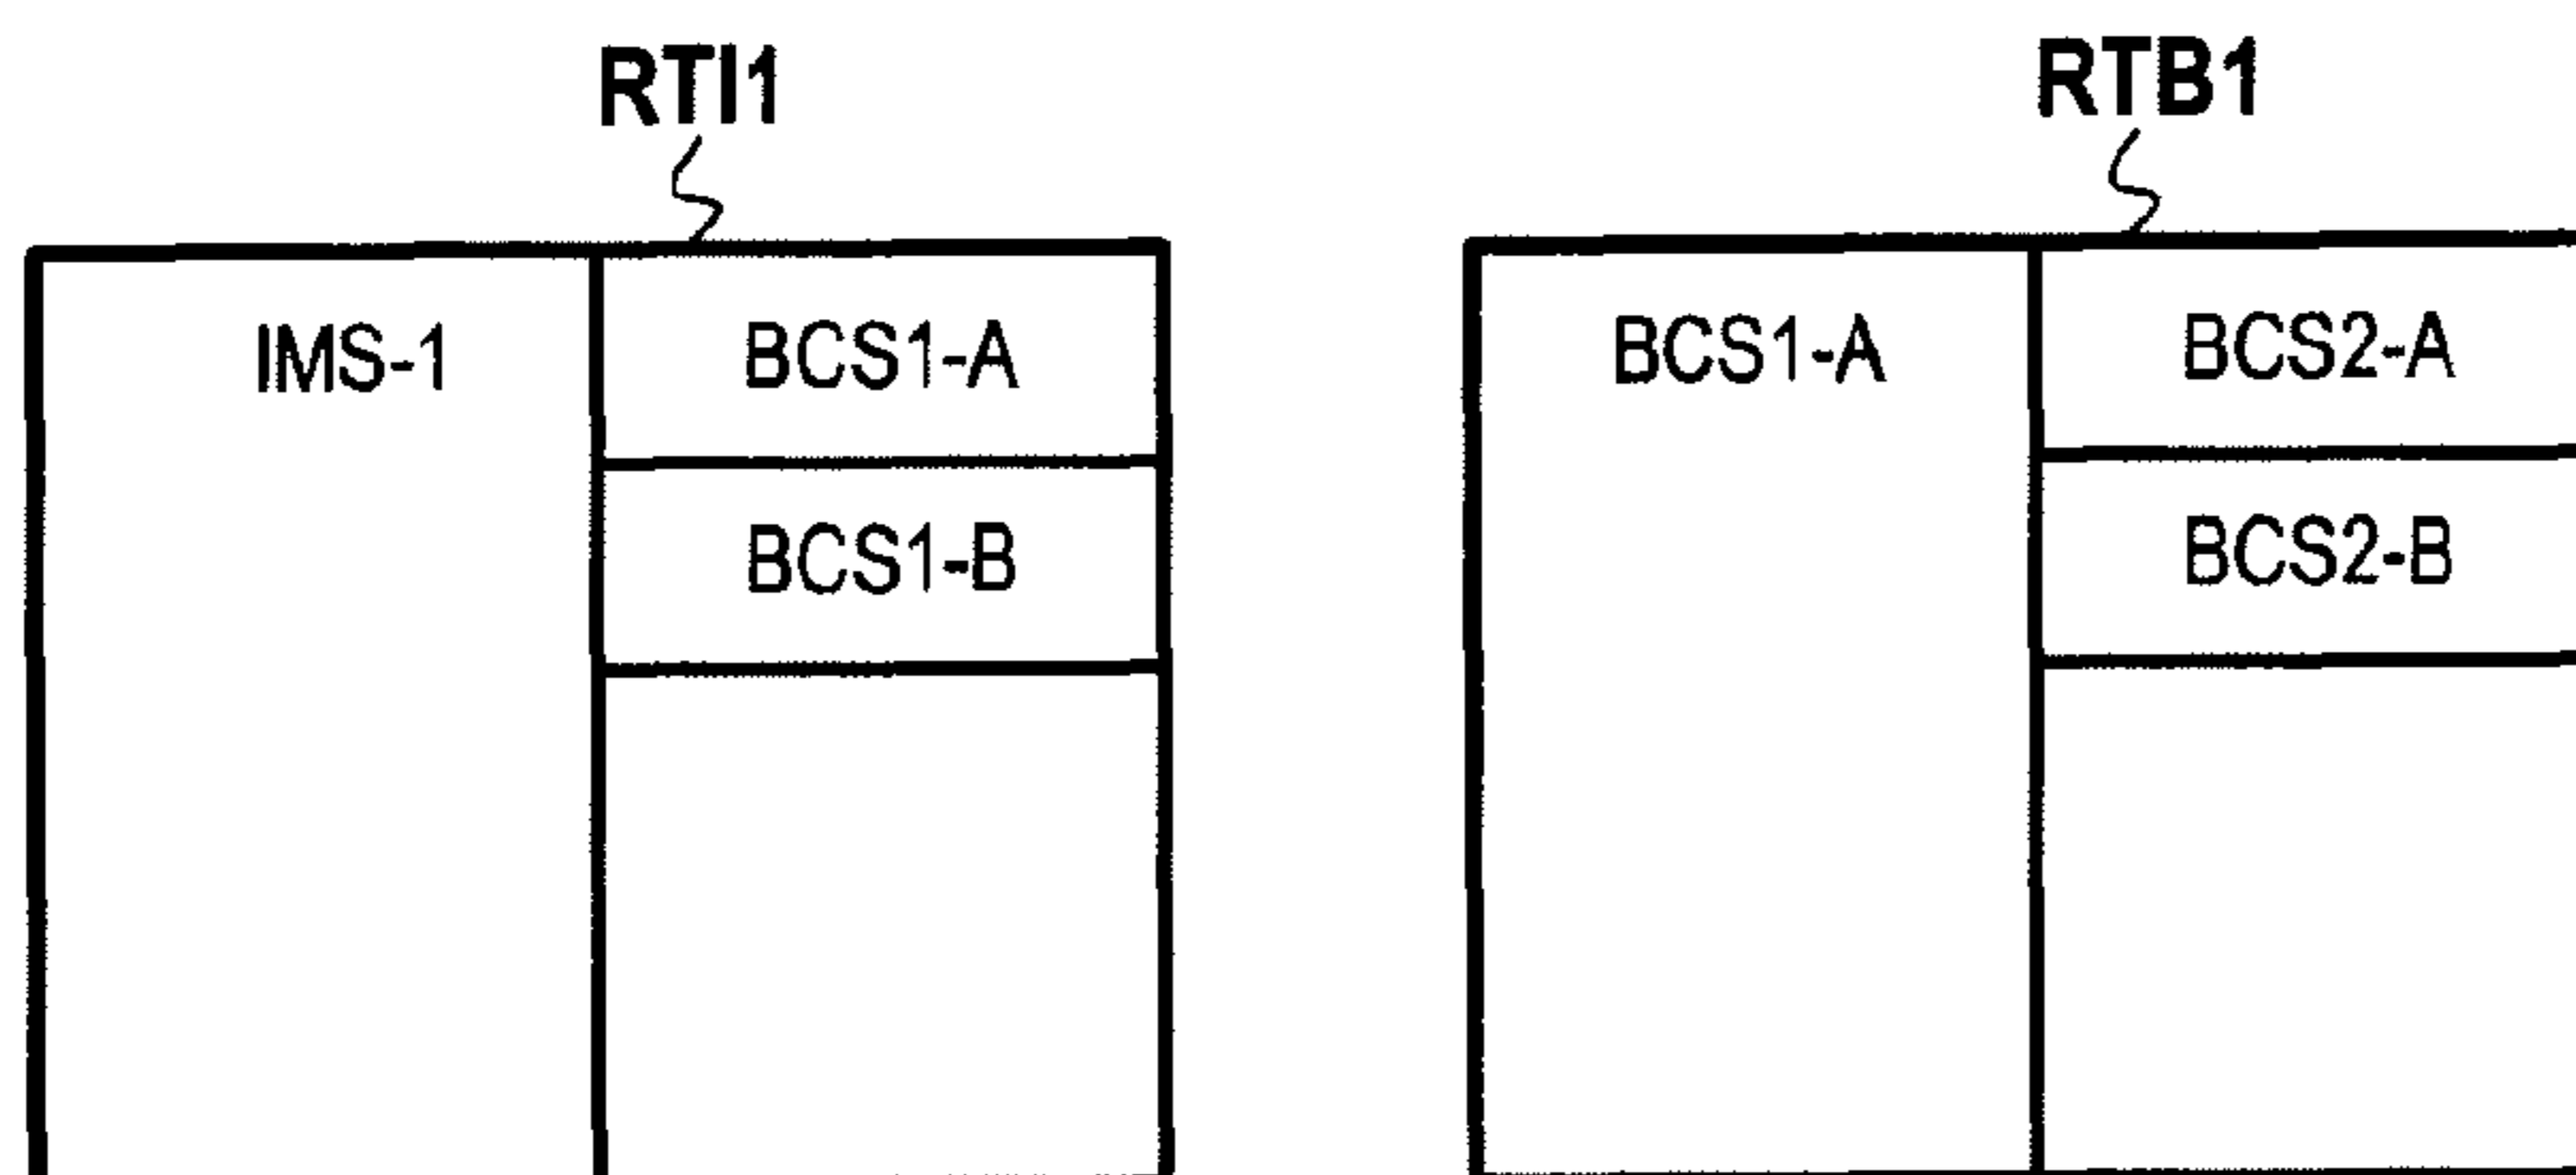 RTI1
IMS-1 BCS1-A
BCS1-B
RTB1
BCS1-A BCS2-A
BCS2-B